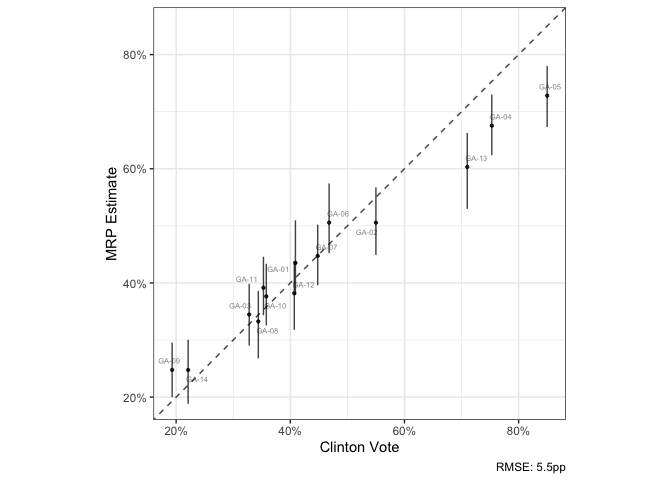 80%
60%
40%
20%
MRP Estimate
GA-05
GA-04
GA-13
GA-06
GA-02
GA-07
GA-01
GA-11
GA-12
GA-03
GA-10
GA-08
GA-09
GA-14
20%
40%
60%
80%
Clinton Vote
RMSE: 5.5pp